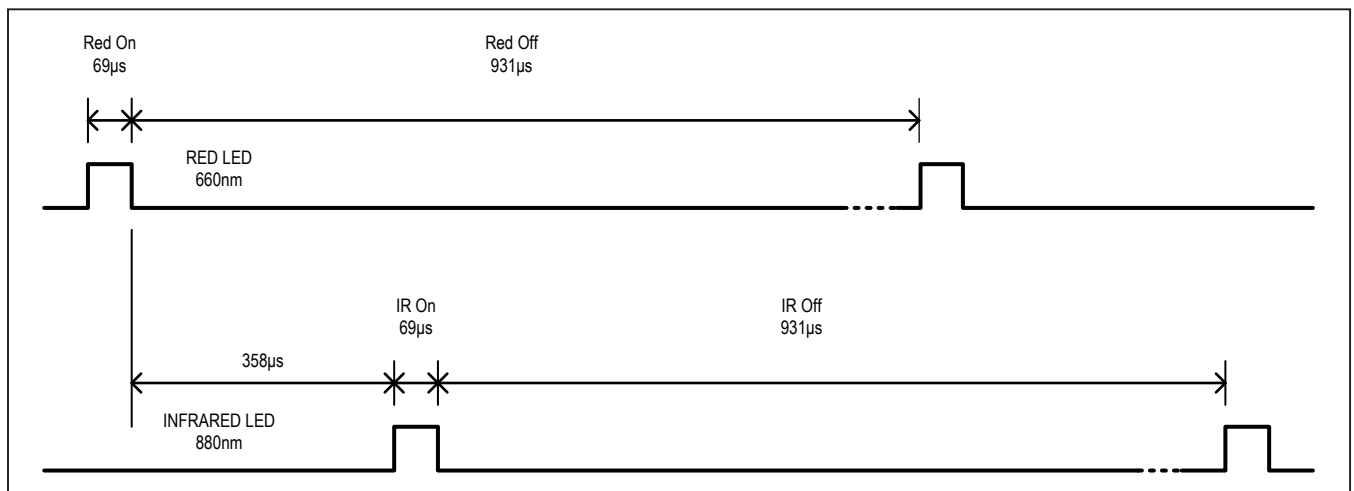 Red On
69µs
Red Off
931µs
RED LED
660nm
IR On
69µs
IR Off
931µs
358µs
INFRARED LED
880nm